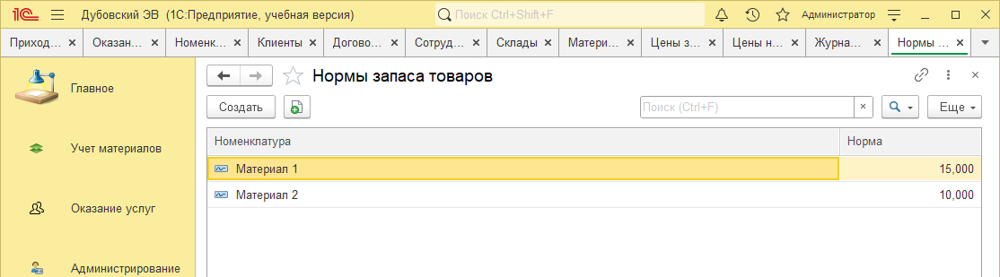 1С Дубовский ЭВ (1С:Предприятие, учебная версия) Поиск Ctrl+Shift+F Администратор
Приход... Оказан... Номенк... Клиенты Догово... Сотруд... Склады Матери... Цены з... Цены н... Журна... Нормы ...
Главное
Учет материалов
Оказание услуг
Администрирование
Нормы запаса товаров
Создать Поиск (Ctrl+F) Еще
Номенклатура Норма
Материал 1 15,000
Материал 2 10,000